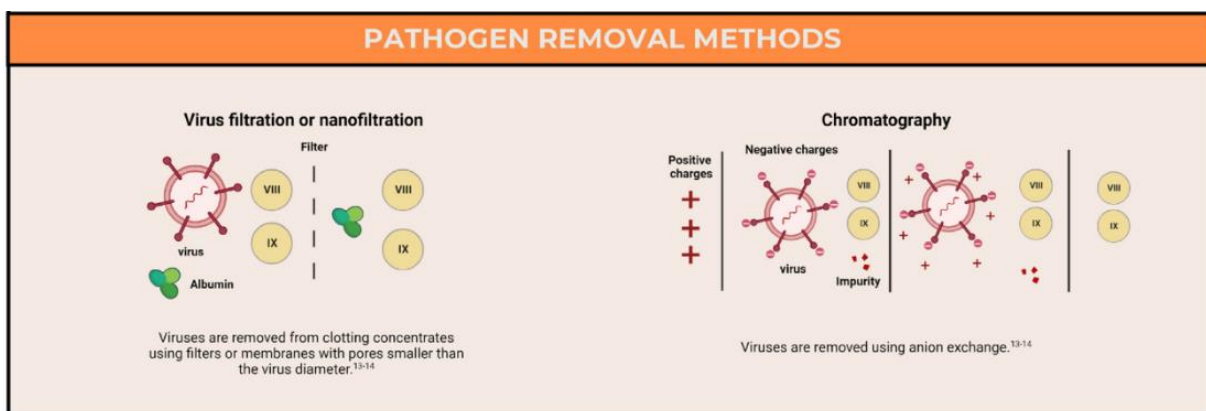 PATHOGEN REMOVAL METHODS
Virus filtration or nanofiltration
Filter
VIII
VIII
IX
IX
virus
Albumin
Viruses are removed from clotting concentrates
using filters or membranes with pores smaller than
the virus diameter.13-14
Chromatography
Positive
charges
Negative charges
+
+
+
VIII
IX
virus
Impurity
+
+
+
+
+
+
VIII
IX
VIII
IX
Viruses are removed using anion exchange.13-14